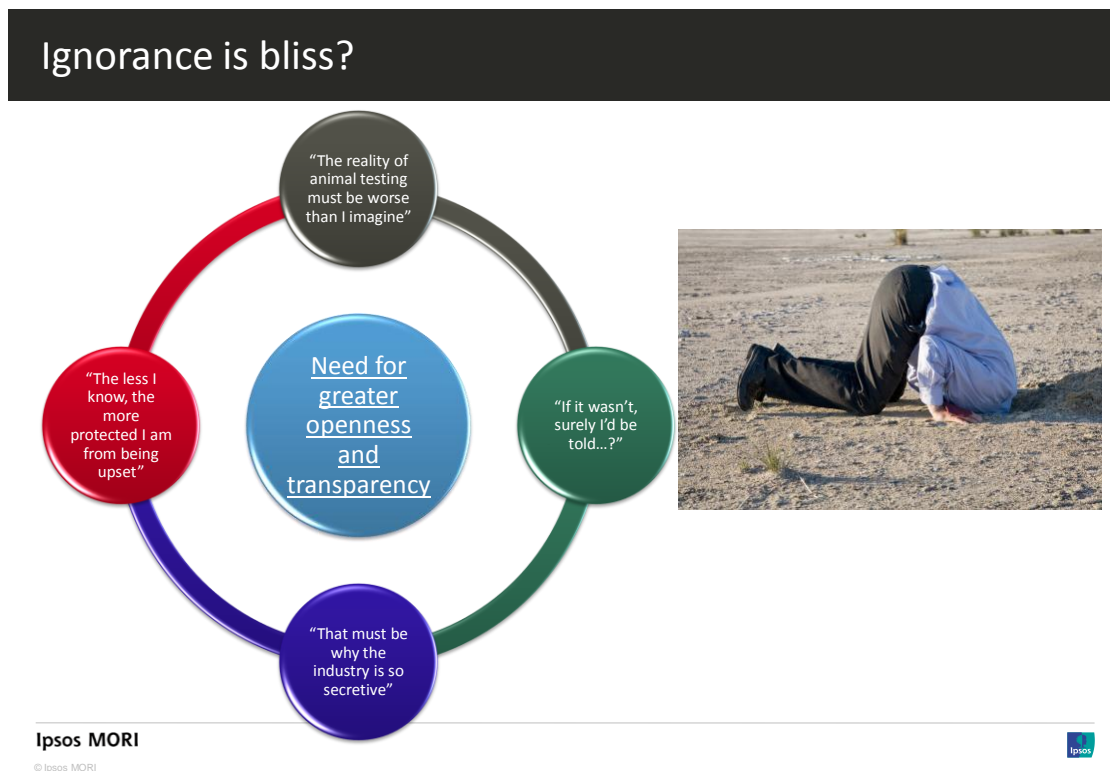 Ignorance is bliss?
“The reality of
animal testing
must be worse
than I imagine”
“If it wasn’t,
surely I’d be
told…?”
“That must be
why the
industry is so
secretive”
“The less I
know, the
more
protected I am
from being
upset”
Need for
greater
openness
and
transparency
Ipsos MORI
© Ipsos MORI
Ipsos